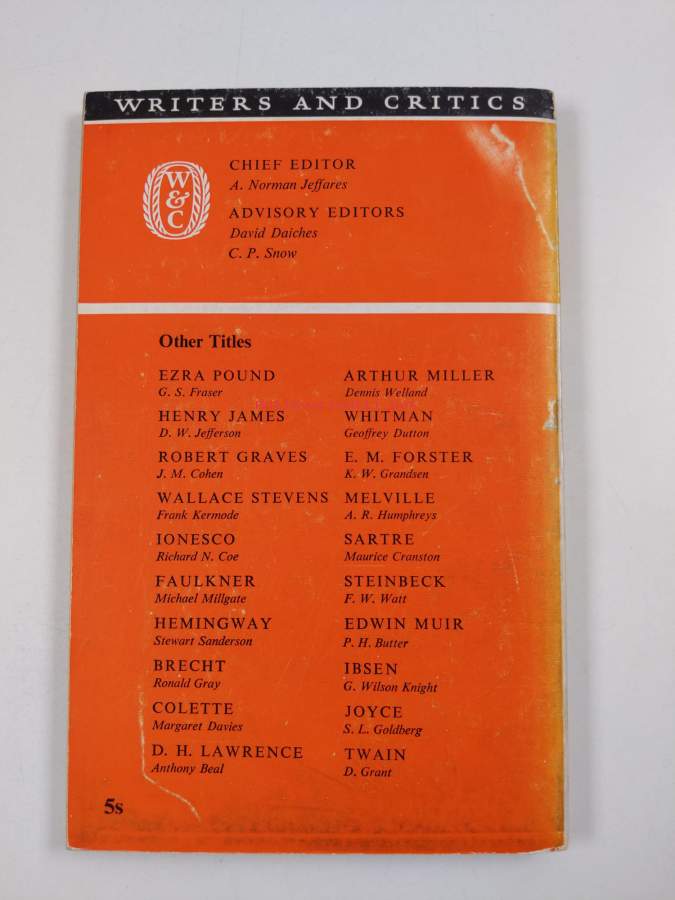 WRITERS AND CRITICS
W
&
C
CHIEF EDITOR
A. Norman Jeffares
ADVISORY EDITORS
David Daiches
C. P. Snow
Other Titles
EZRA POUND
G. S. Fraser
HENRY JAMES
D. W. Jefferson
ROBERT GRAVES
J. M. Cohen
WALLACE STEVENS
Frank Kermode
IONESCO
Richard N. Coe
FAULKNER
Michael Millgate
HEMINGWAY
Stewart Sanderson
BRECHT
Ronald Gray
COLETTE
Margaret Davies
D. H. LAWRENCE
Anthony Beal
ARTHUR MILLER
Dennis Welland
WHITMAN
Geoffrey Dutton
E. M. FORSTER
K. W. Grandsen
MELVILLE
A. R. Humphreys
SARTRE
Maurice Cranston
STEINBECK
F. W. Watt
EDWIN MUIR
P. H. Butter
IBSEN
G. Wilson Knight
JOYCE
S. L. Goldberg
TWAIN
D. Grant
5s